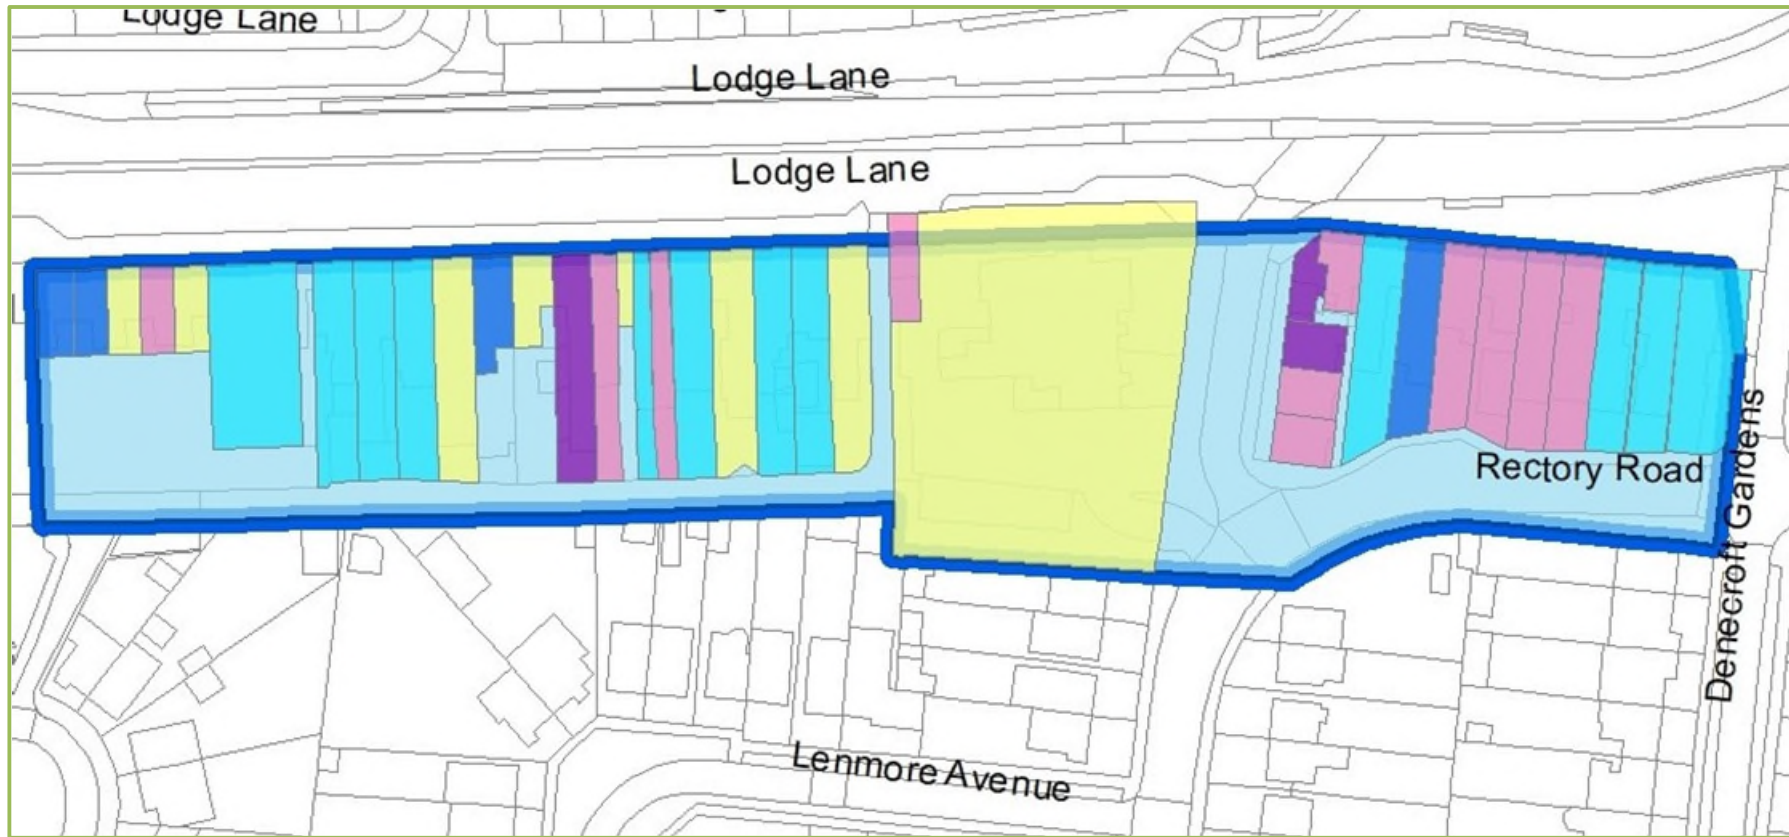 Lodge Lane
Lodge Lane
Lodge Lane
Rectory Road
Denecroft Gardens
Lenmore Avenue